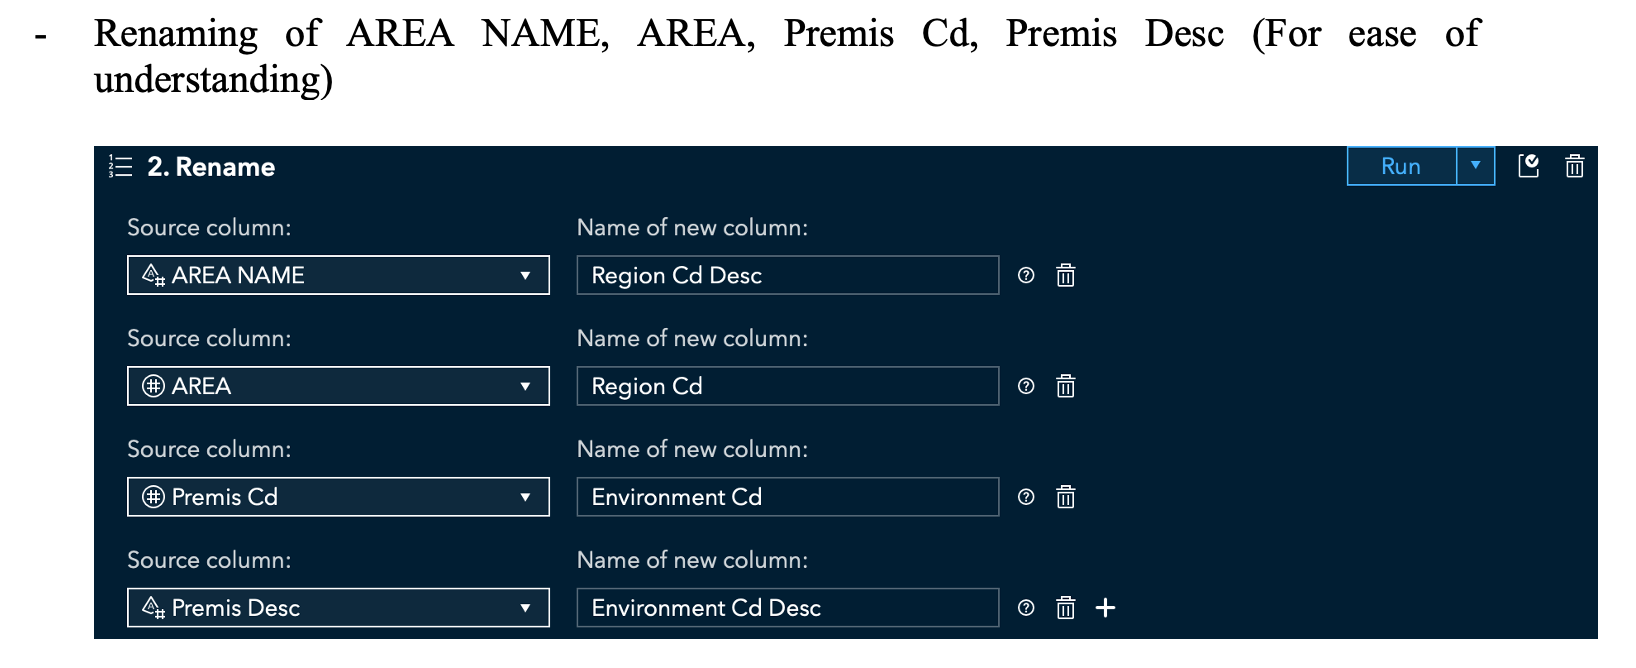 - Renaming of AREA NAME, AREA, Premis Cd, Premis Desc (For ease of
understanding)
2. Rename
Run
Source column: Name of new column:
AREA NAME Region Cd Desc
Source column: Name of new column:
AREA Region Cd
Source column: Name of new column:
Premis Cd Environment Cd
Source column: Name of new column:
Premis Desc Environment Cd Desc